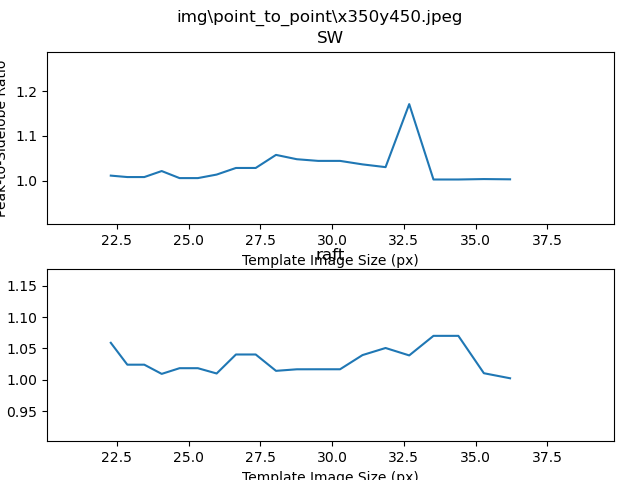 img\point_to_point\x350y450.jpeg
SW
Peak-to-Sidelobe Ratio
1.2
1.1
1.0
22.5 25.0 27.5 30.0 32.5 35.0 37.5
Template Image Size (px)
raft
1.15
1.10
1.05
1.00
0.95
22.5 25.0 27.5 30.0 32.5 35.0 37.5
Template Image Size (px)